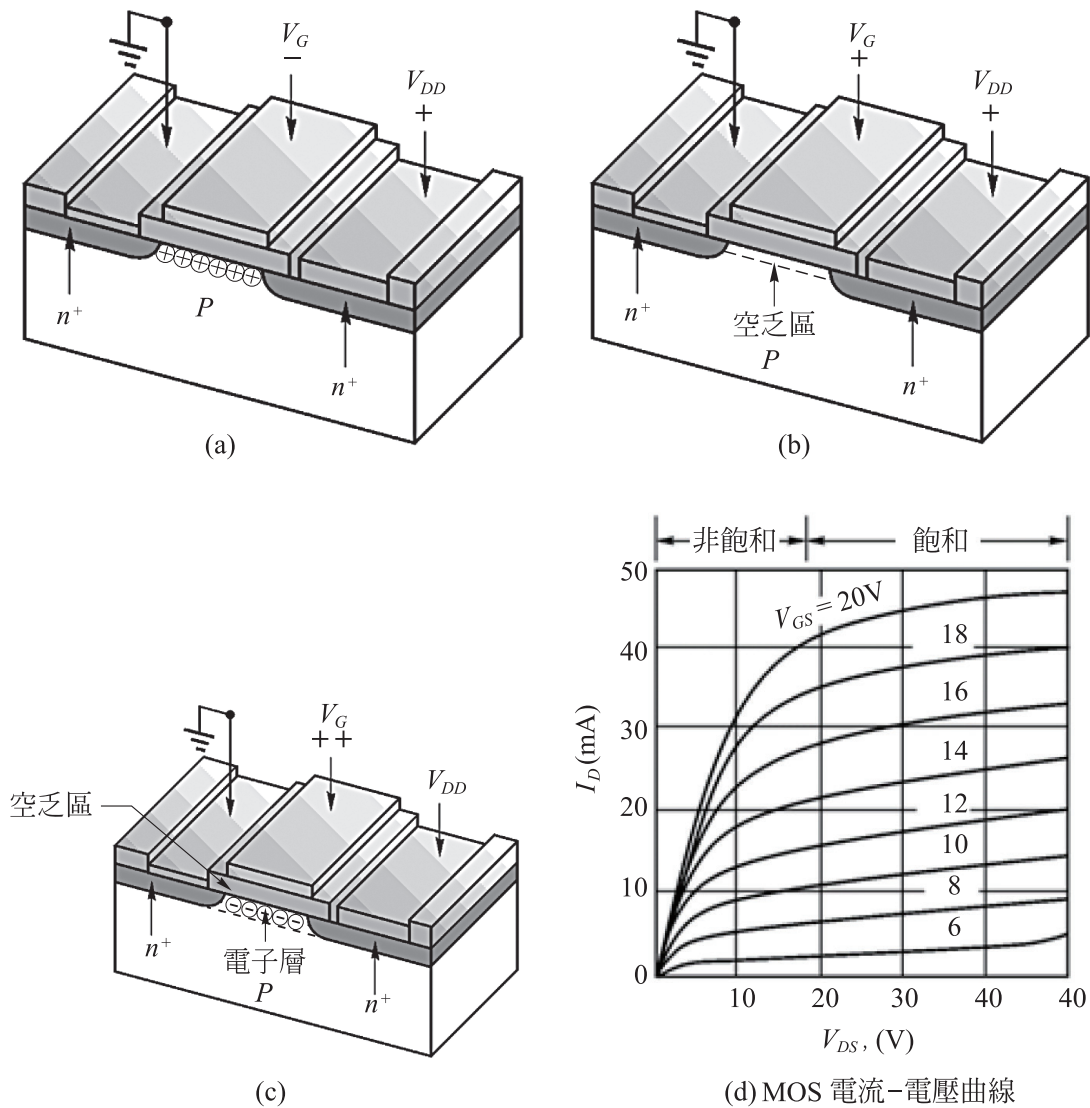 V_G
−
V_DD
+
n⁺
P
n⁺
(a)
V_G
+
V_DD
+
n⁺
空乏區
P
n⁺
(b)
V_G
+ +
V_DD
空乏區
n⁺
電子層
P
n⁺
(c)
非飽和 飽和
50
40
30
20
10
0
I_D (mA)
V_GS = 20V
18
16
14
12
10
8
6
10 20 30 40 40
V_DS , (V)
(d) MOS 電流−電壓曲線